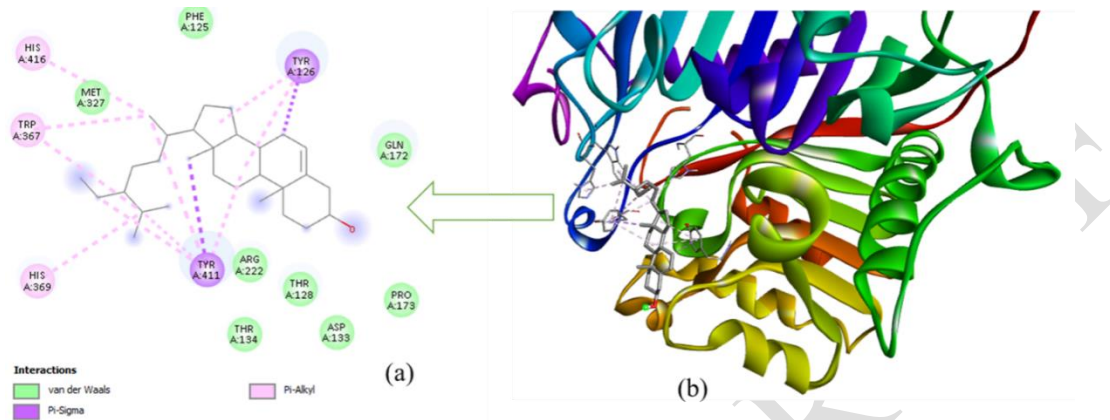 PHE
A:125
HIS
A:416
TYR
A:126
MET
A:327
TRP
A:367
GLN
A:172
HIS
A:369
TYR
A:411
ARG
A:222
THR
A:128
PRO
A:173
THR
A:134
ASP
A:133
Interactions
van der Waals
Pi-Sigma
Pi-Alkyl
(a)
(b)
O